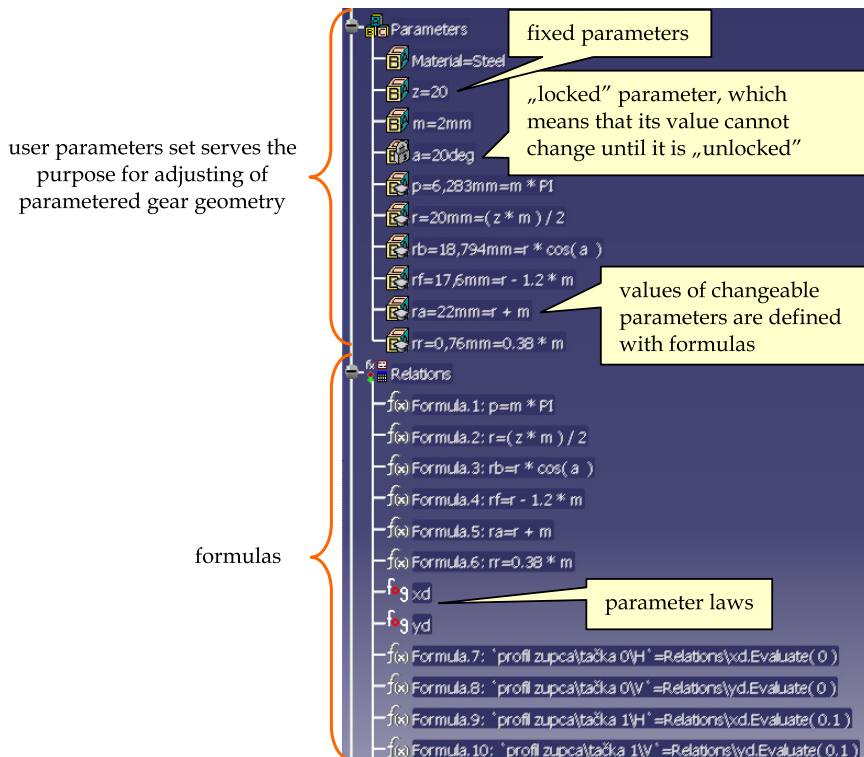 Parameters
fixed parameters
Material=Steel
z=20
„locked” parameter, which
means that its value cannot
change until it is „unlocked”
m=2mm
a=20deg
user parameters set serves the
purpose for adjusting of
parametered gear geometry
p=6,283mm=m * PI
r=20mm=( z * m ) / 2
rb=18,794mm=r * cos( a )
rf=17,6mm=r - 1.2 * m
ra=22mm=r + m
values of changeable
parameters are defined
with formulas
rr=0,76mm=0.38 * m
Relations
Formula.1: p=m * PI
Formula.2: r=( z * m ) / 2
Formula.3: rb=r * cos( a )
Formula.4: rf=r - 1.2 * m
Formula.5: ra=r + m
formulas
Formula.6: rr=0.38 * m
xd
parameter laws
yd
Formula.7: `profil zupca\tačka 0\H`=Relations\xd.Evaluate( 0 )
Formula.8: `profil zupca\tačka 0\V`=Relations\yd.Evaluate( 0 )
Formula.9: `profil zupca\tačka 1\H`=Relations\xd.Evaluate( 0.1 )
Formula.10: `profil zupca\tačka 1\V`=Relations\yd.Evaluate( 0.1 )